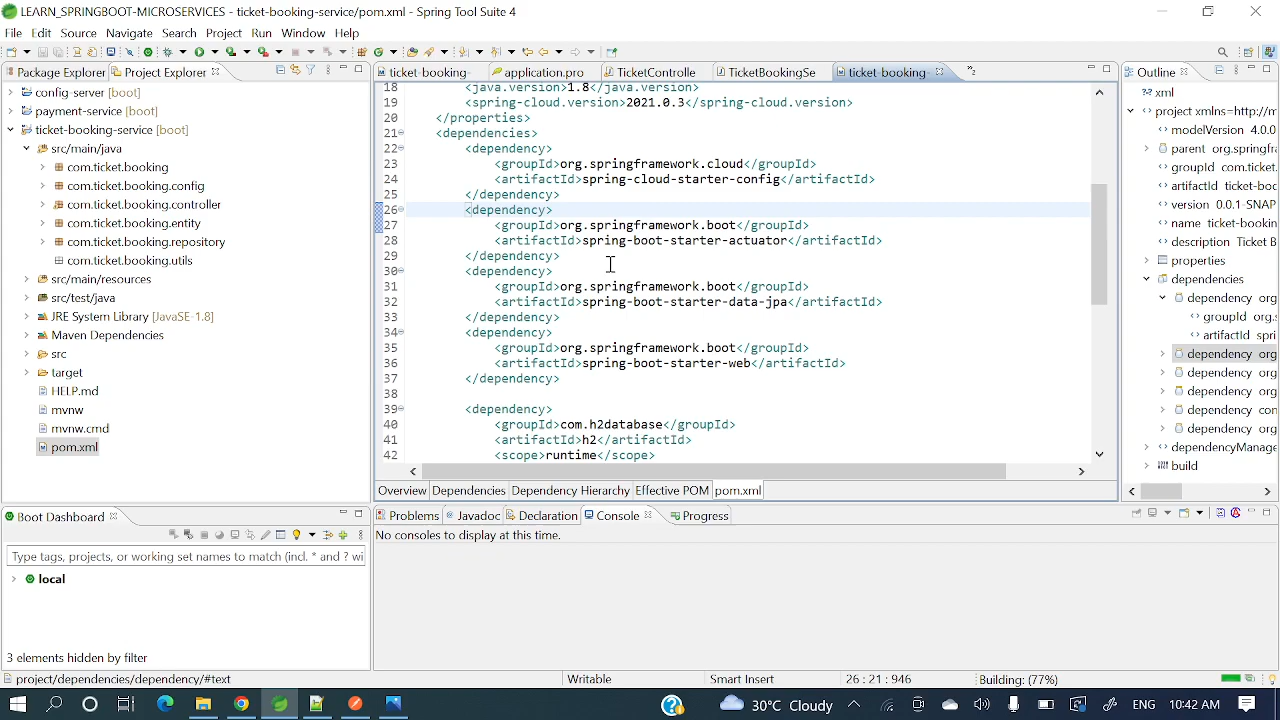 LEARN_SPRINGBOOT-MICROSERVICES - ticket-booking-service/pom.xml - Spring Tool Suite 4
File Edit Source Navigate Search Project Run Window Help
Package Explorer Project Explorer
config-server [boot]
payment-service [boot]
ticket-booking-service [boot]
src/main/java
com.ticket.booking
com.ticket.booking.config
com.ticket.booking.controller
com.ticket.booking.entity
com.ticket.booking.repository
com.ticket.booking.utils
src/main/resources
src/test/java
JRE System Library [JavaSE-1.8]
Maven Dependencies
src
target
HELP.md
mvnw
mvnw.cmd
pom.xml
ticket-booking- application.pro TicketControlle TicketBookingSe ticket-booking- »2
18 <java.version>1.8</java.version>
19 <spring-cloud.version>2021.0.3</spring-cloud.version>
20 </properties>
21 <dependencies>
22 <dependency>
23 <groupId>org.springframework.cloud</groupId>
24 <artifactId>spring-cloud-starter-config</artifactId>
25 </dependency>
26 <dependency>
27 <groupId>org.springframework.boot</groupId>
28 <artifactId>spring-boot-starter-actuator</artifactId>
29 </dependency>
30 <dependency>
31 <groupId>org.springframework.boot</groupId>
32 <artifactId>spring-boot-starter-data-jpa</artifactId>
33 </dependency>
34 <dependency>
35 <groupId>org.springframework.boot</groupId>
36 <artifactId>spring-boot-starter-web</artifactId>
37 </dependency>
38
39 <dependency>
40 <groupId>com.h2database</groupId>
41 <artifactId>h2</artifactId>
42 <scope>runtime</scope>
Overview Dependencies Dependency Hierarchy Effective POM pom.xml
Outline »2
xml
project xmlns=http://m
modelVersion 4.0.0
parent org.springfr
groupId com.ticket
artifactId ticket-boo
version 0.0.1-SNAP
name ticket-bookin
description Ticket B
properties
dependencies
dependency org
groupId org.s
artifactId spri
dependency org
dependency org
dependency org
dependency con
dependency org
dependencyManage
build
Boot Dashboard
Type tags, projects, or working set names to match (incl. * and ? wi
local
3 elements hidden by filter
Problems Javadoc Declaration Console Progress
No consoles to display at this time.
project/dependencies/dependency/#text Writable Smart Insert 26 : 21 : 946 Building: (77%)
30°C Cloudy ENG 10:42 AM